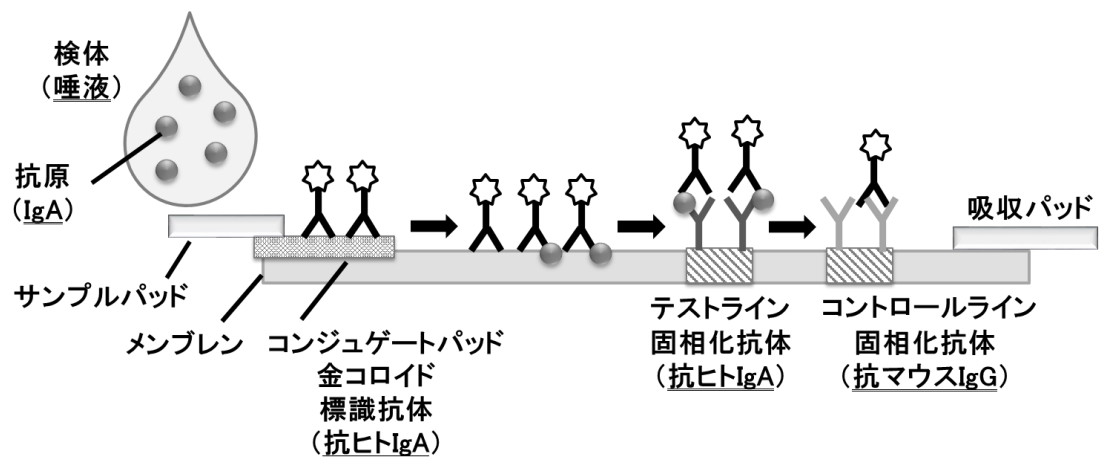 検体
（唾液）
抗原
（IgA）
サンプルパッド
メンブレン
コンジュゲートパッド
金コロイド
標識抗体
（抗ヒトIgA）
テストライン
固相化抗体
（抗ヒトIgA）
コントロールライン
固相化抗体
（抗マウスIgG）
吸収パッド